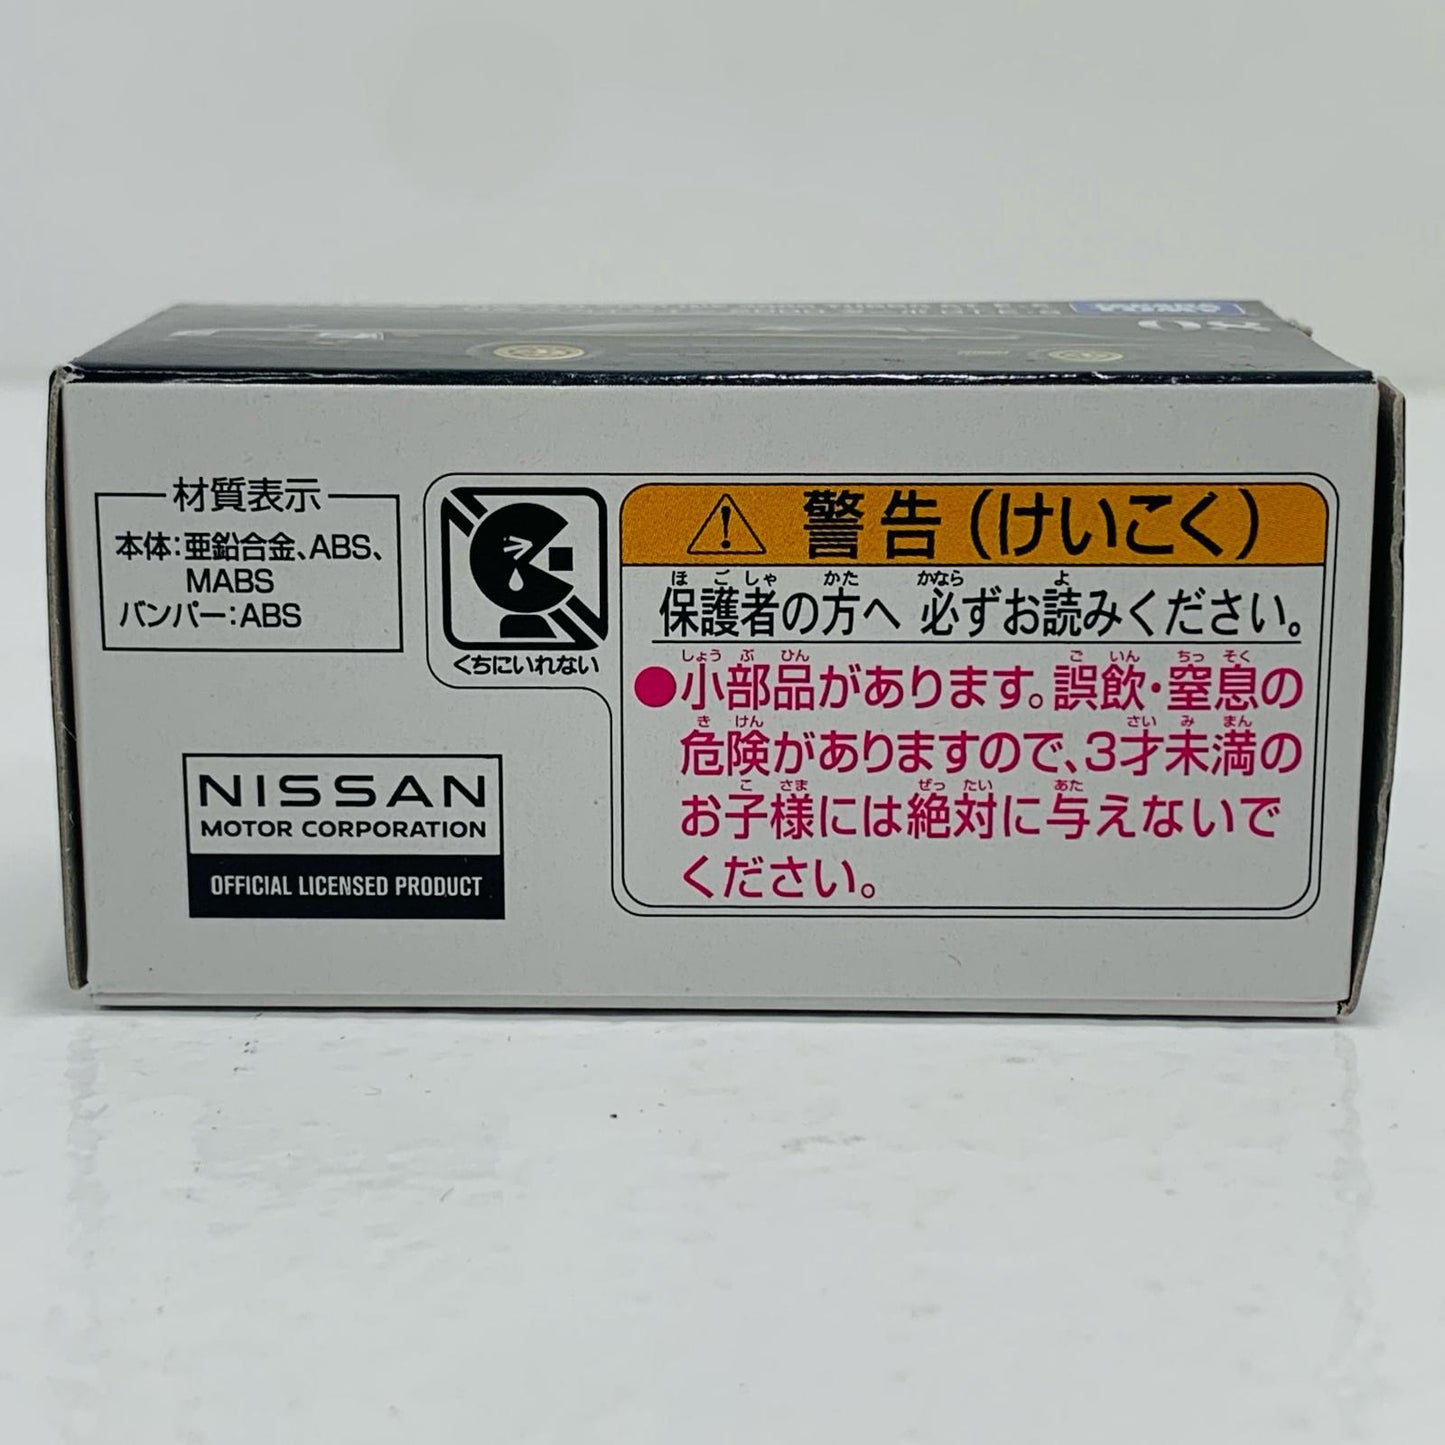 08
材質表示
本体:亜鉛合金、ABS、
MABS
バンパー:ABS
くちにいれない
警告(けいこく)
ほごしゃ かた かなら よ
保護者の方へ 必ずお読みください。
しょうぶひん ごいん ちっそく
●小部品があります。誤飲・窒息の
きけん さいみまん
危険がありますので、3才未満の
こさま ぜったい あた
お子様には絶対に与えないで
ください。
NISSAN
MOTOR CORPORATION
OFFICIAL LICENSED PRODUCT